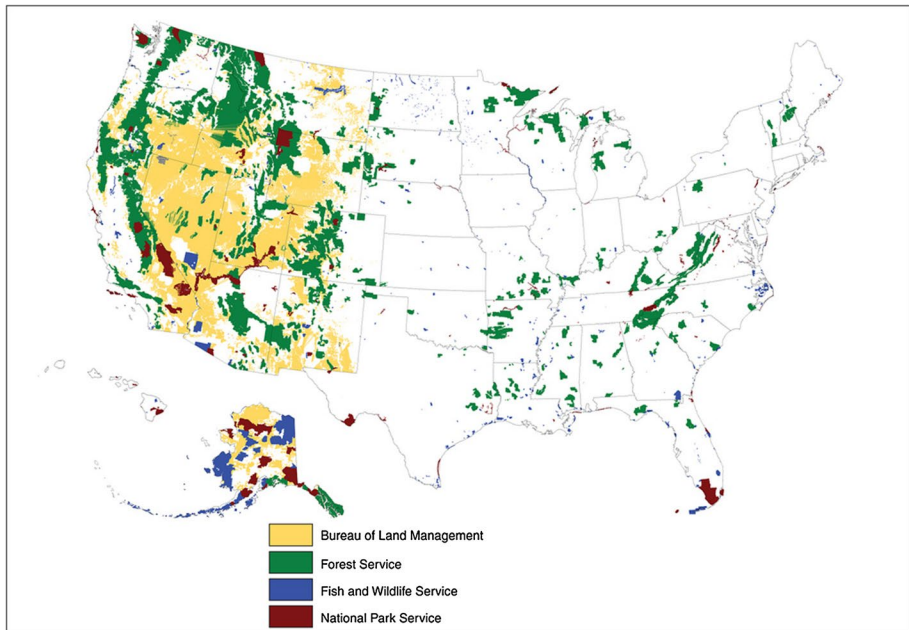 Bureau of Land Management
Forest Service
Fish and Wildlife Service
National Park Service